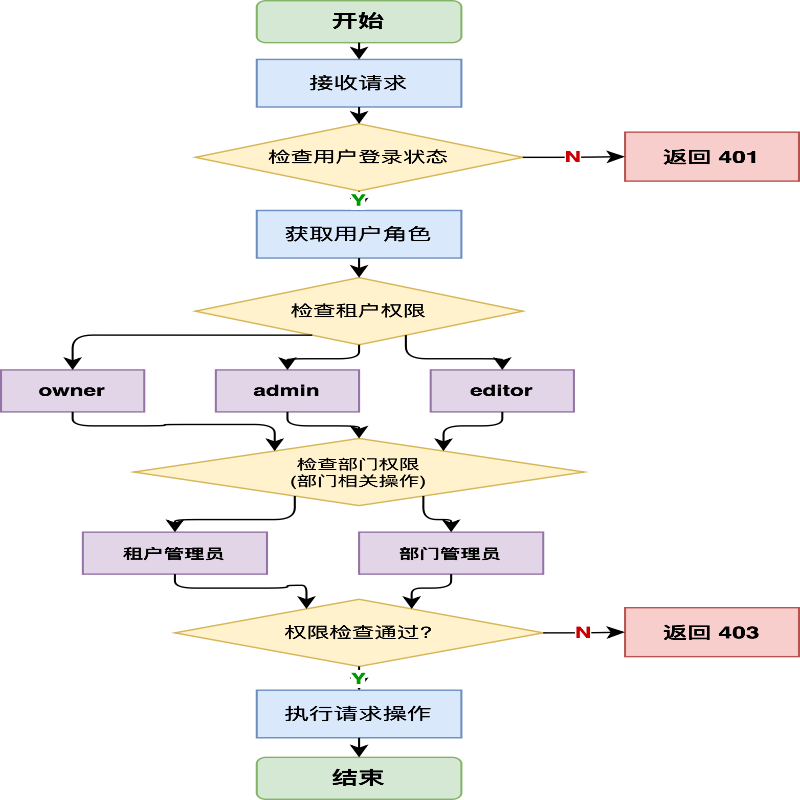 开始
接收请求
检查用户登录状态
N
返回 401
Y
获取用户角色
检查租户权限
owner
admin
editor
检查部门权限
(部门相关操作)
租户管理员
部门管理员
权限检查通过?
N
返回 403
Y
执行请求操作
结束